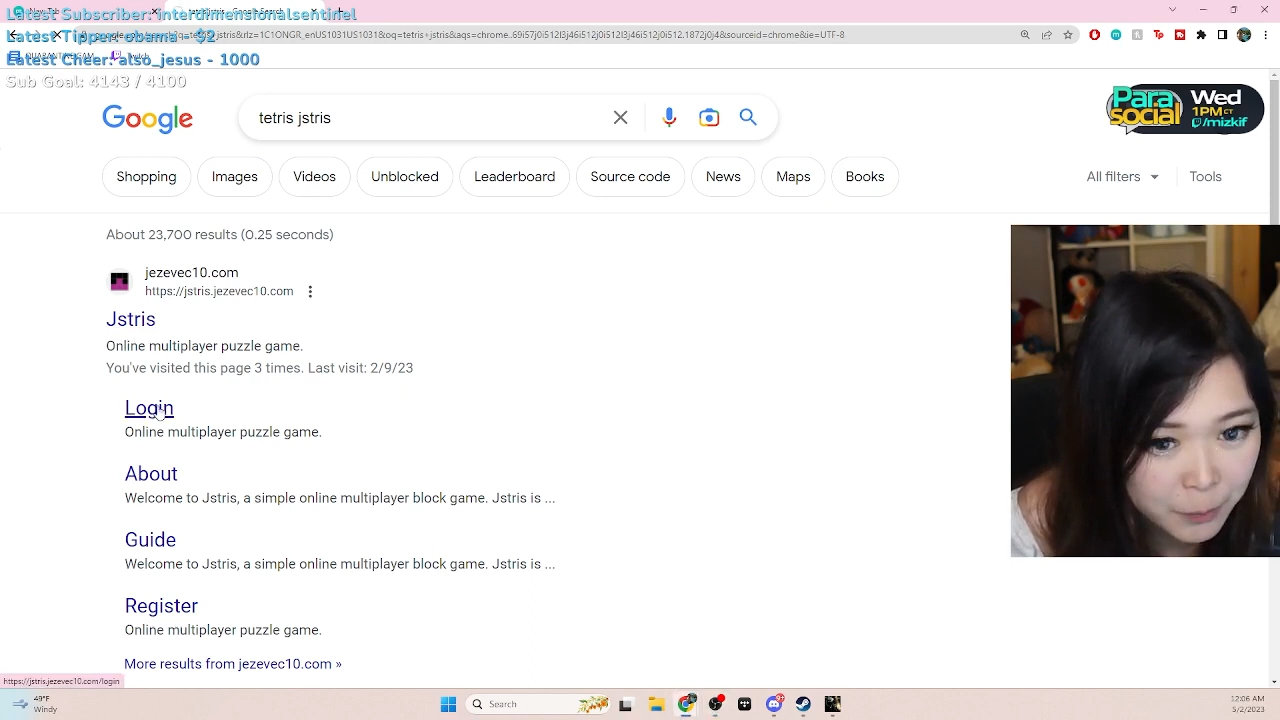 Latest Subscriber: interdimensionalsentinel
Latest Tipper: obama - $2
Latest Cheer: also_jesus - 1000
Sub Goal: 4143 / 4100
Google
tetris jstris
Para social
Wed
1PM CT
/mizkif
Shopping
Images
Videos
Unblocked
Leaderboard
Source code
News
Maps
Books
All filters
Tools
About 23,700 results (0.25 seconds)
jezevec10.com
https://jstris.jezevec10.com
Jstris
Online multiplayer puzzle game.
You've visited this page 3 times. Last visit: 2/9/23
Login
Online multiplayer puzzle game.
About
Welcome to Jstris, a simple online multiplayer block game. Jstris is ...
Guide
Welcome to Jstris, a simple online multiplayer block game. Jstris is ...
Register
Online multiplayer puzzle game.
More results from jezevec10.com »
https://jstris.jezevec10.com/login
49°F
Windy
Search
12:06 AM
5/2/2023